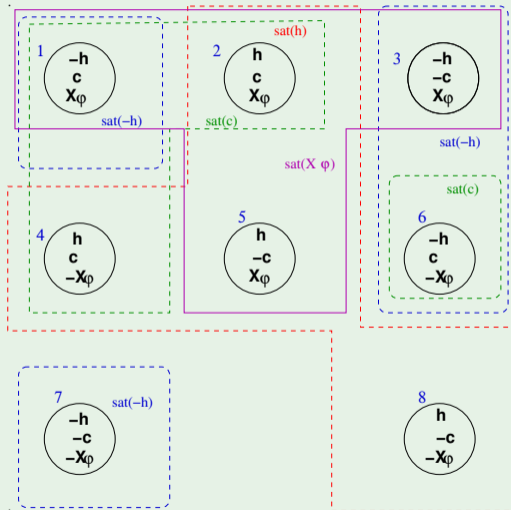 sat(h)
1
-h
c
Xφ
2
h
c
Xφ
3
-h
-c
Xφ
sat(-h)
sat(c)
sat(-h)
sat(X φ)
sat(c)
4
h
c
-Xφ
5
h
-c
Xφ
6
-h
-c
-Xφ
7
-h
-c
-Xφ
sat(-h)
8
h
-c
-Xφ